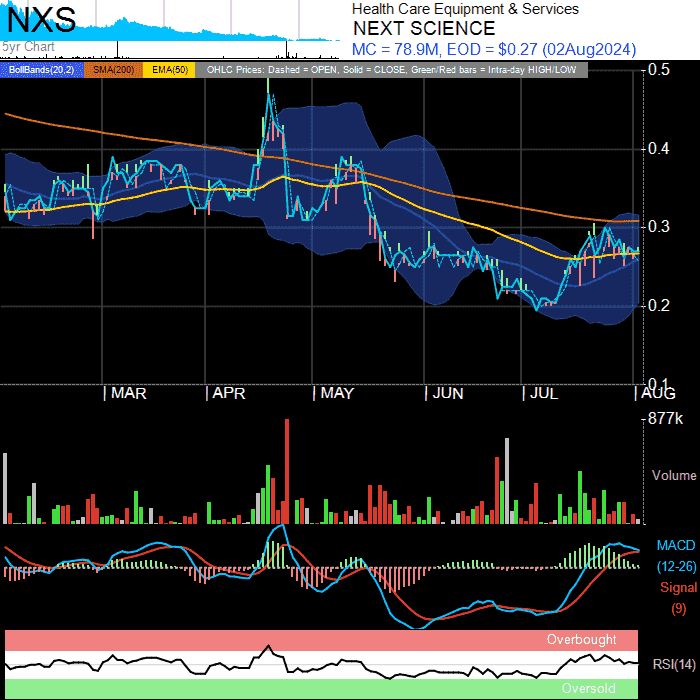 NXS
5yr Chart
Health Care Equipment & Services
NEXT SCIENCE
MC = 78.9M, EOD = $0.27 (02Aug2024)
BollBands(20,2) SMA(200) EMA(50) OHLC Prices: Dashed = OPEN, Solid = CLOSE, Green/Red bars = Intra-day HIGH/LOW
0.5
0.4
0.3
0.2
0.1
MAR APR MAY JUN JUL AUG
877k
Volume
MACD
(12-26)
Signal
(9)
Overbought
RSI(14)
Oversold